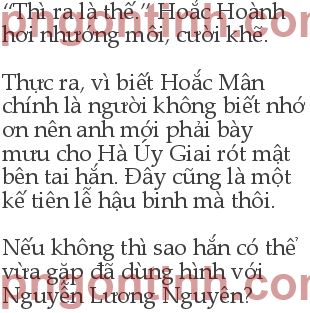 “Thì ra là thế.” Hoắc Hoành
hơi nhướng môi, cười khẽ.
Thực ra, vì biết Hoắc Mân
chính là người không biết nhớ
ơn nên anh mới phải bày
mưu cho Hà Úy Giai rót mật
bên tai hắn. Đây cũng là một
kế tiên lễ hậu binh mà thôi.
Nếu không thì sao hắn có thể
vừa gặp đã dùng hình với
Nguyễn Lương Nguyên?